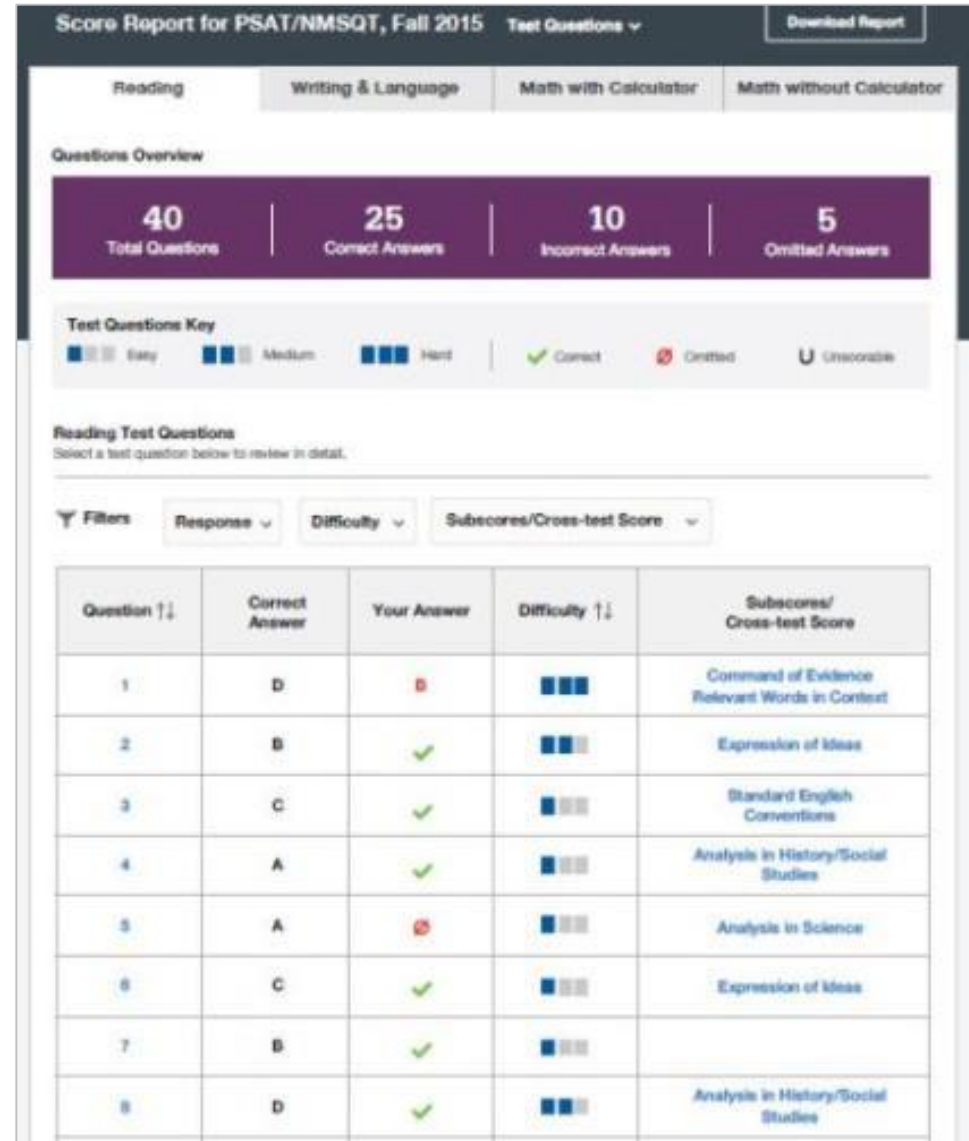 Score Report for PSAT/NMSQT, Fall 2015 Test Questions Download Report
Reading Writing & Language Math with Calculator Math without Calculator
Questions Overview
40 25 10 5
Total Questions Correct Answers Incorrect Answers Omitted Answers
Test Questions Key
Easy Medium Hard Correct Omitted U Unscorable
Reading Test Questions
Select a test question below to review in detail.
Filters Response Difficulty Subscores/Cross-test Score
Question ↑↓ Correct Answer Your Answer Difficulty ↑↓ Subscores/ Cross-test Score
1 D B Command of Evidence
Relevant Words in Context
2 B Expression of Ideas
3 C Standard English
Conventions
4 A Analysis in History/Social
Studies
5 A Analysis in Science
6 C Expression of Ideas
7 B
8 D Analysis in History/Social
Studies